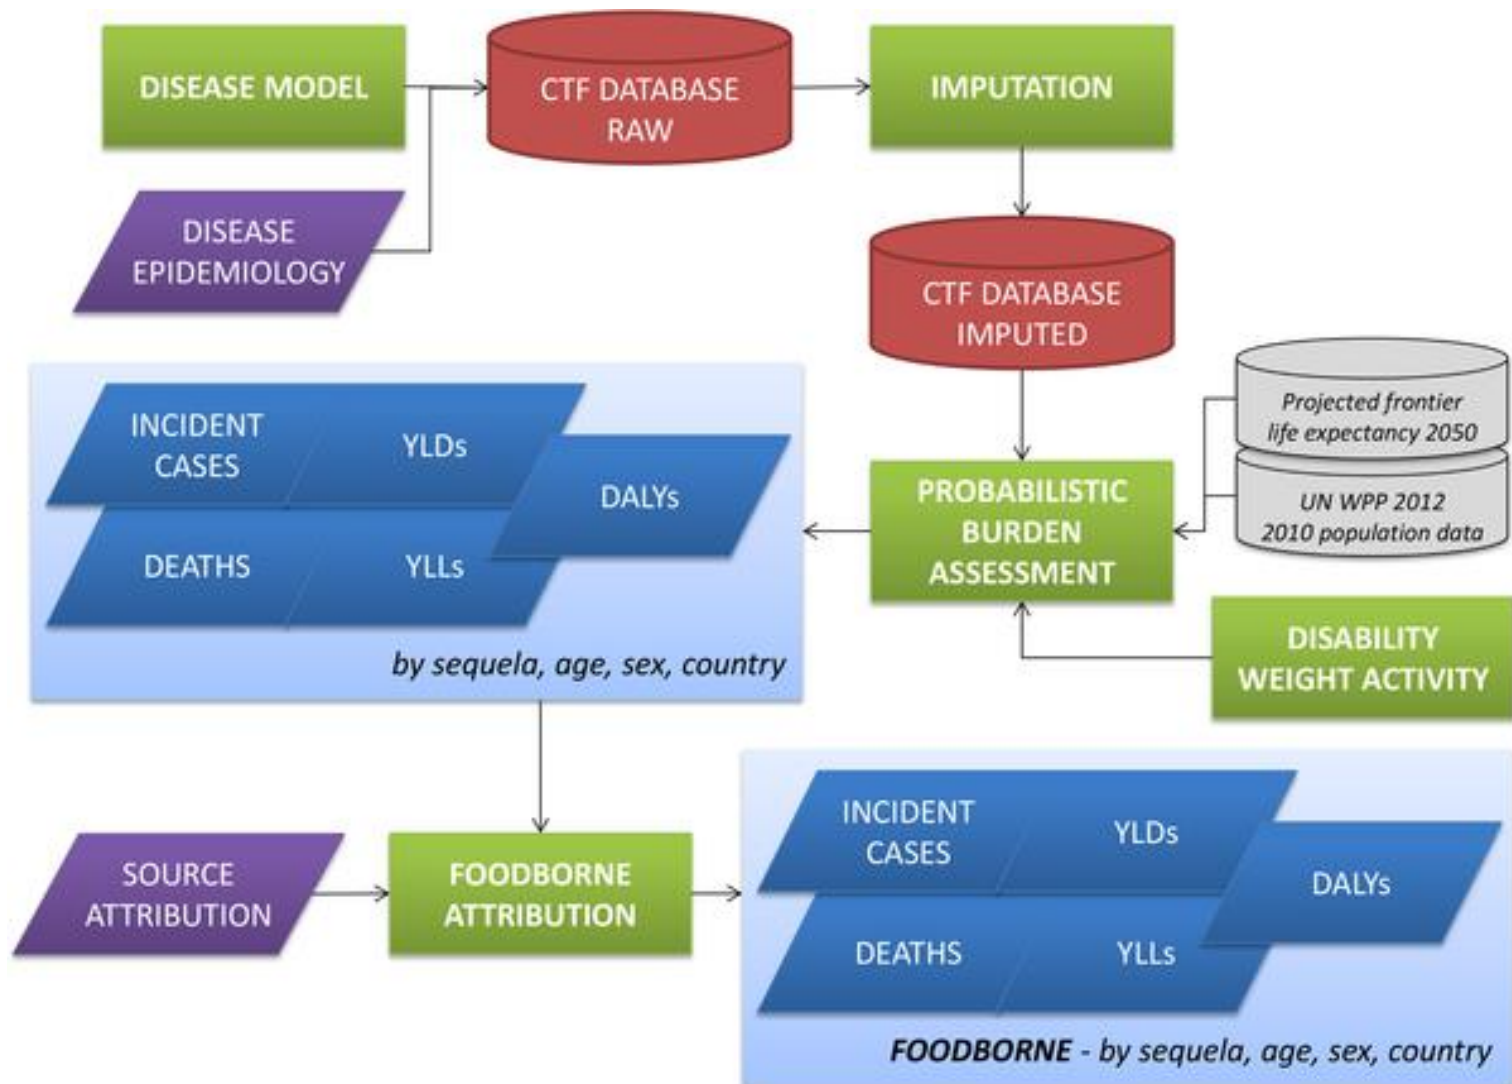 DISEASE MODEL
CTF DATABASE
RAW
IMPUTATION
DISEASE
EPIDEMIOLOGY
CTF DATABASE
IMPUTED
Projected frontier
life expectancy 2050
UN WPP 2012
2010 population data
INCIDENT
CASES
YLDs
DALYs
DEATHS
YLLs
by sequela, age, sex, country
PROBABILISTIC
BURDEN
ASSESSMENT
DISABILITY
WEIGHT ACTIVITY
SOURCE
ATTRIBUTION
FOODBORNE
ATTRIBUTION
INCIDENT
CASES
YLDs
DALYs
DEATHS
YLLs
FOODBORNE - by sequela, age, sex, country